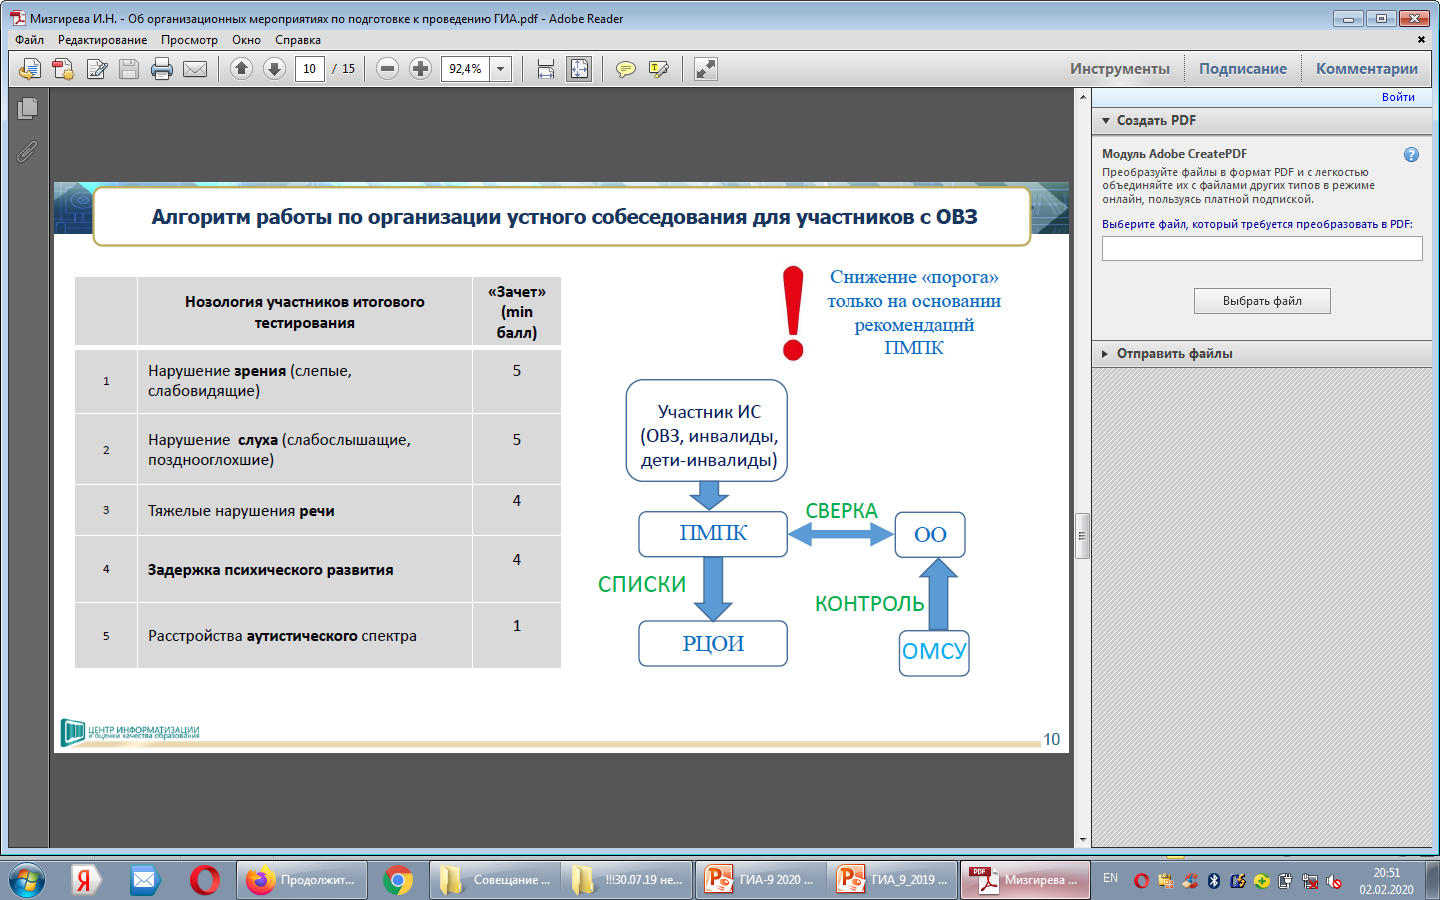 Мизгирева И.Н. - Об организационных мероприятиях по подготовке к проведению ГИА.pdf - Adobe Reader
Файл Редактирование Просмотр Окно Справка
10 / 15 92,4% Инструменты Подписание Комментарии
Войти
Создать PDF
Модуль Adobe CreatePDF
Преобразуйте файлы в формат PDF и с легкостью
объединяйте их с файлами других типов в режиме
онлайн, пользуясь платной подпиской.
Выберите файл, который требуется преобразовать в PDF:
Выбрать файл
Отправить файлы
Алгоритм работы по организации устного собеседования для участников с ОВЗ
Нозология участников итогового
тестирования
«Зачет»
(min
балл)
1 Нарушение зрения (слепые,
слабовидящие) 5
2 Нарушение слуха (слабослышащие,
позднооглохшие) 5
3 Тяжелые нарушения речи 4
4 Задержка психического развития 4
5 Расстройства аутистического спектра 1
Снижение «порога»
только на основании
рекомендаций
ПМПК
Участник ИС
(ОВЗ, инвалиды,
дети-инвалиды)
СВЕРКА
ПМПК
ОО
СПИСКИ
КОНТРОЛЬ
РЦОИ
ОМСУ
ЦЕНТР ИНФОРМАТИЗАЦИИ
и оценки качества образования
10
Продолжит...
Совещание ...
!!!30.07.19 не...
ГИА-9 2020 ...
ГИА_9_2019 ...
Мизгирева ...
EN
20:51
02.02.2020